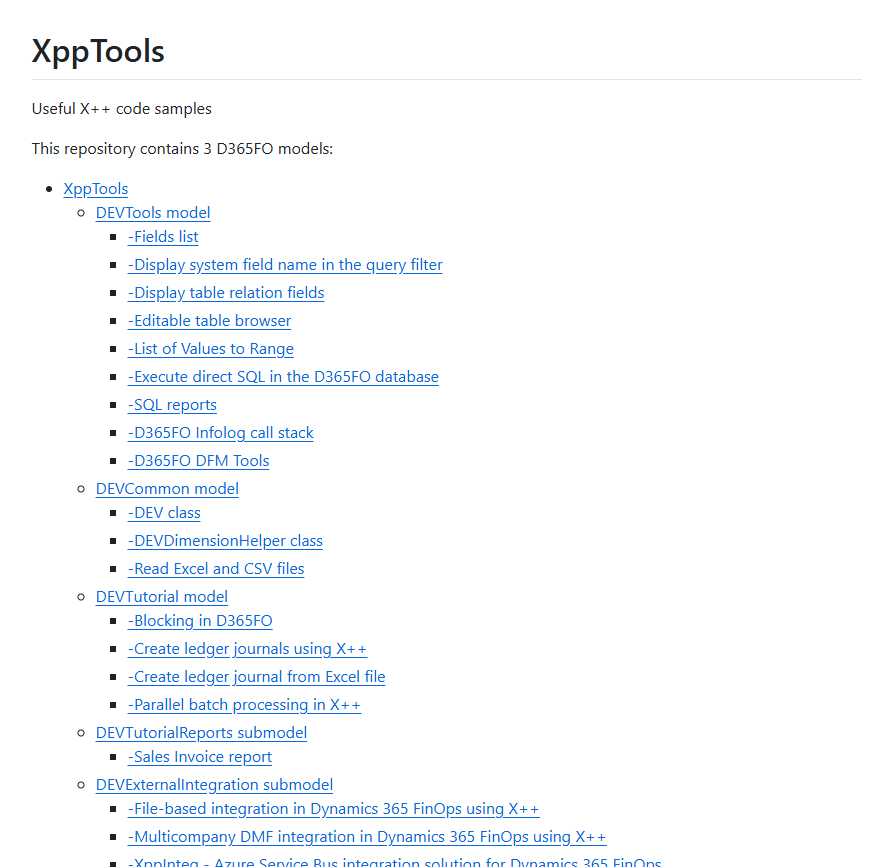 XppTools
Useful X++ code samples
This repository contains 3 D365FO models:
XppTools
DEVTools model
-Fields list
-Display system field name in the query filter
-Display table relation fields
-Editable table browser
-List of Values to Range
-Execute direct SQL in the D365FO database
-SQL reports
-D365FO Infolog call stack
-D365FO DFM Tools
DEVCommon model
-DEV class
-DEVDimensionHelper class
-Read Excel and CSV files
DEVTutorial model
-Blocking in D365FO
-Create ledger journals using X++
-Create ledger journal from Excel file
-Parallel batch processing in X++
DEVTutorialReports submodel
-Sales Invoice report
DEVExternalIntegration submodel
-File-based integration in Dynamics 365 FinOps using X++
-Multicompany DMF integration in Dynamics 365 FinOps using X++
-XppInteg - Azure Service Bus integration solution for Dynamics 365 FinOps